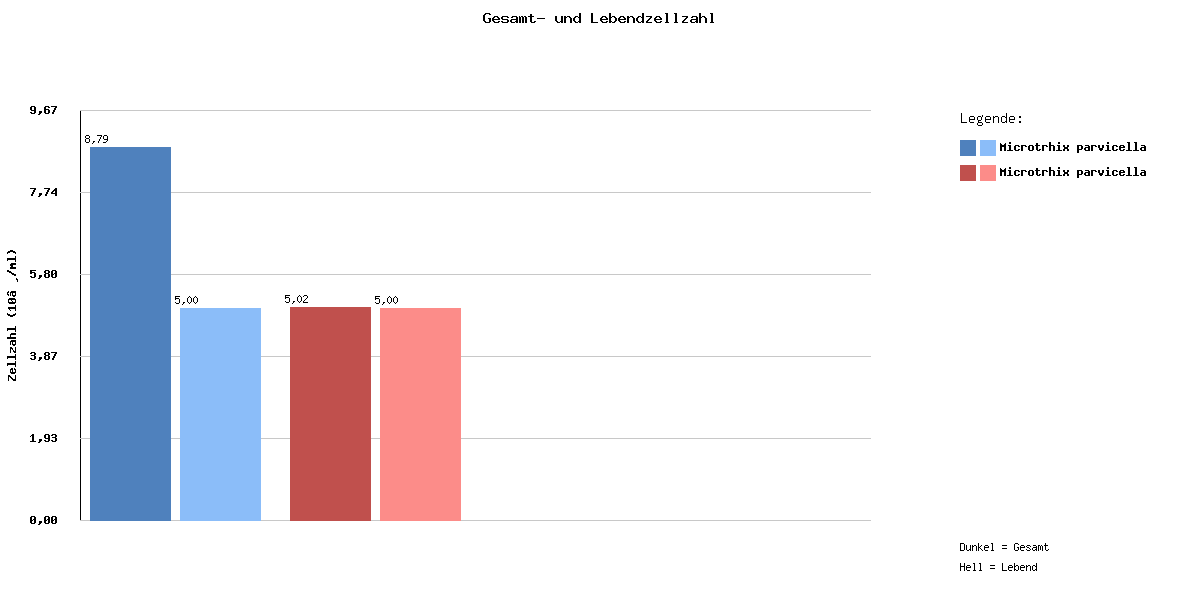 Gesamt- und Lebendzellzahl
9,67
8,79
7,74
5,80
5,00
5,02
5,00
3,87
1,93
0,00
Zellzahl (10â ¸/ml)
Legende:
Microtrhix parvicella
Microtrhix parvicella
Dunkel = Gesamt
Hell = Lebend